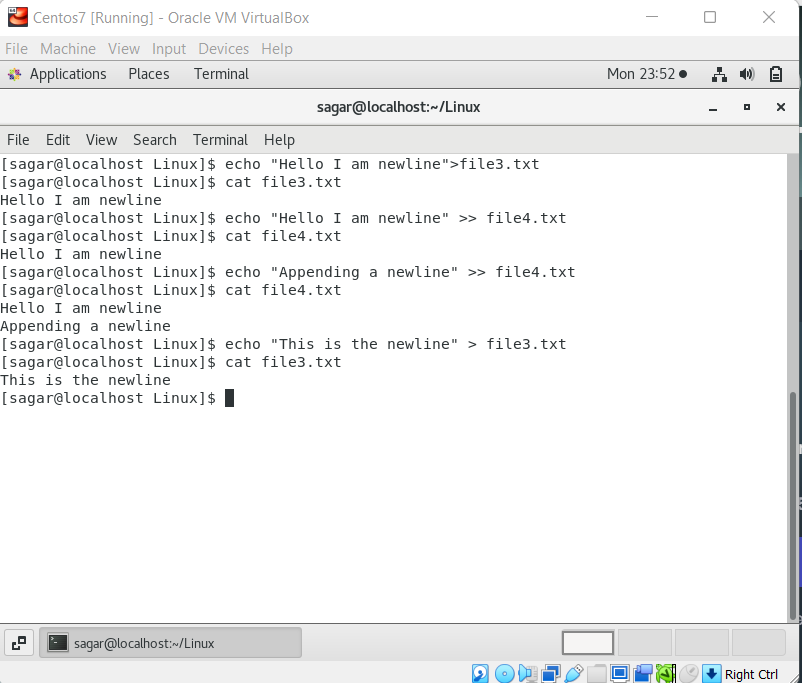 Centos7 [Running] - Oracle VM VirtualBox
File Machine View Input Devices Help
Applications Places Terminal Mon 23:52
sagar@localhost:~/Linux
File Edit View Search Terminal Help
[sagar@localhost Linux]$ echo "Hello I am newline">file3.txt
[sagar@localhost Linux]$ cat file3.txt
Hello I am newline
[sagar@localhost Linux]$ echo "Hello I am newline" >> file4.txt
[sagar@localhost Linux]$ cat file4.txt
Hello I am newline
[sagar@localhost Linux]$ echo "Appending a newline" >> file4.txt
[sagar@localhost Linux]$ cat file4.txt
Hello I am newline
Appending a newline
[sagar@localhost Linux]$ echo "This is the newline" > file3.txt
[sagar@localhost Linux]$ cat file3.txt
This is the newline
[sagar@localhost Linux]$
sagar@localhost:~/Linux
Right Ctrl